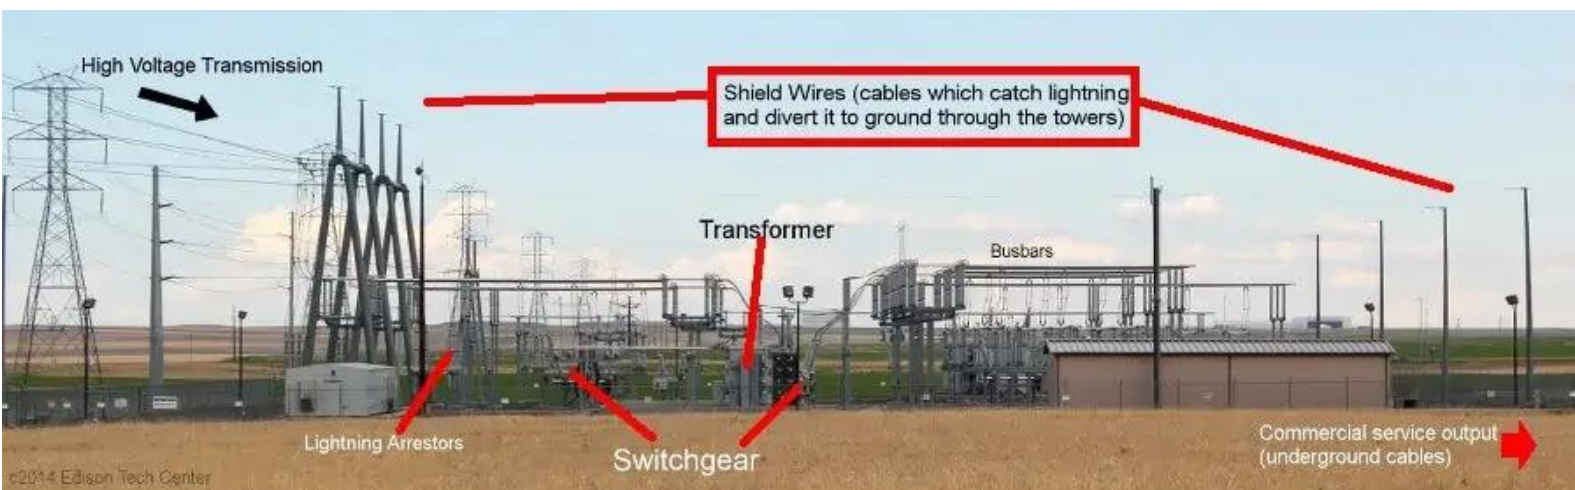 High Voltage Transmission
Shield Wires (cables which catch lightning
and divert it to ground through the towers)
Transformer
Busbars
Lightning Arrestors
Switchgear
Commercial service output
(underground cables)
c2014 Edison Tech Center